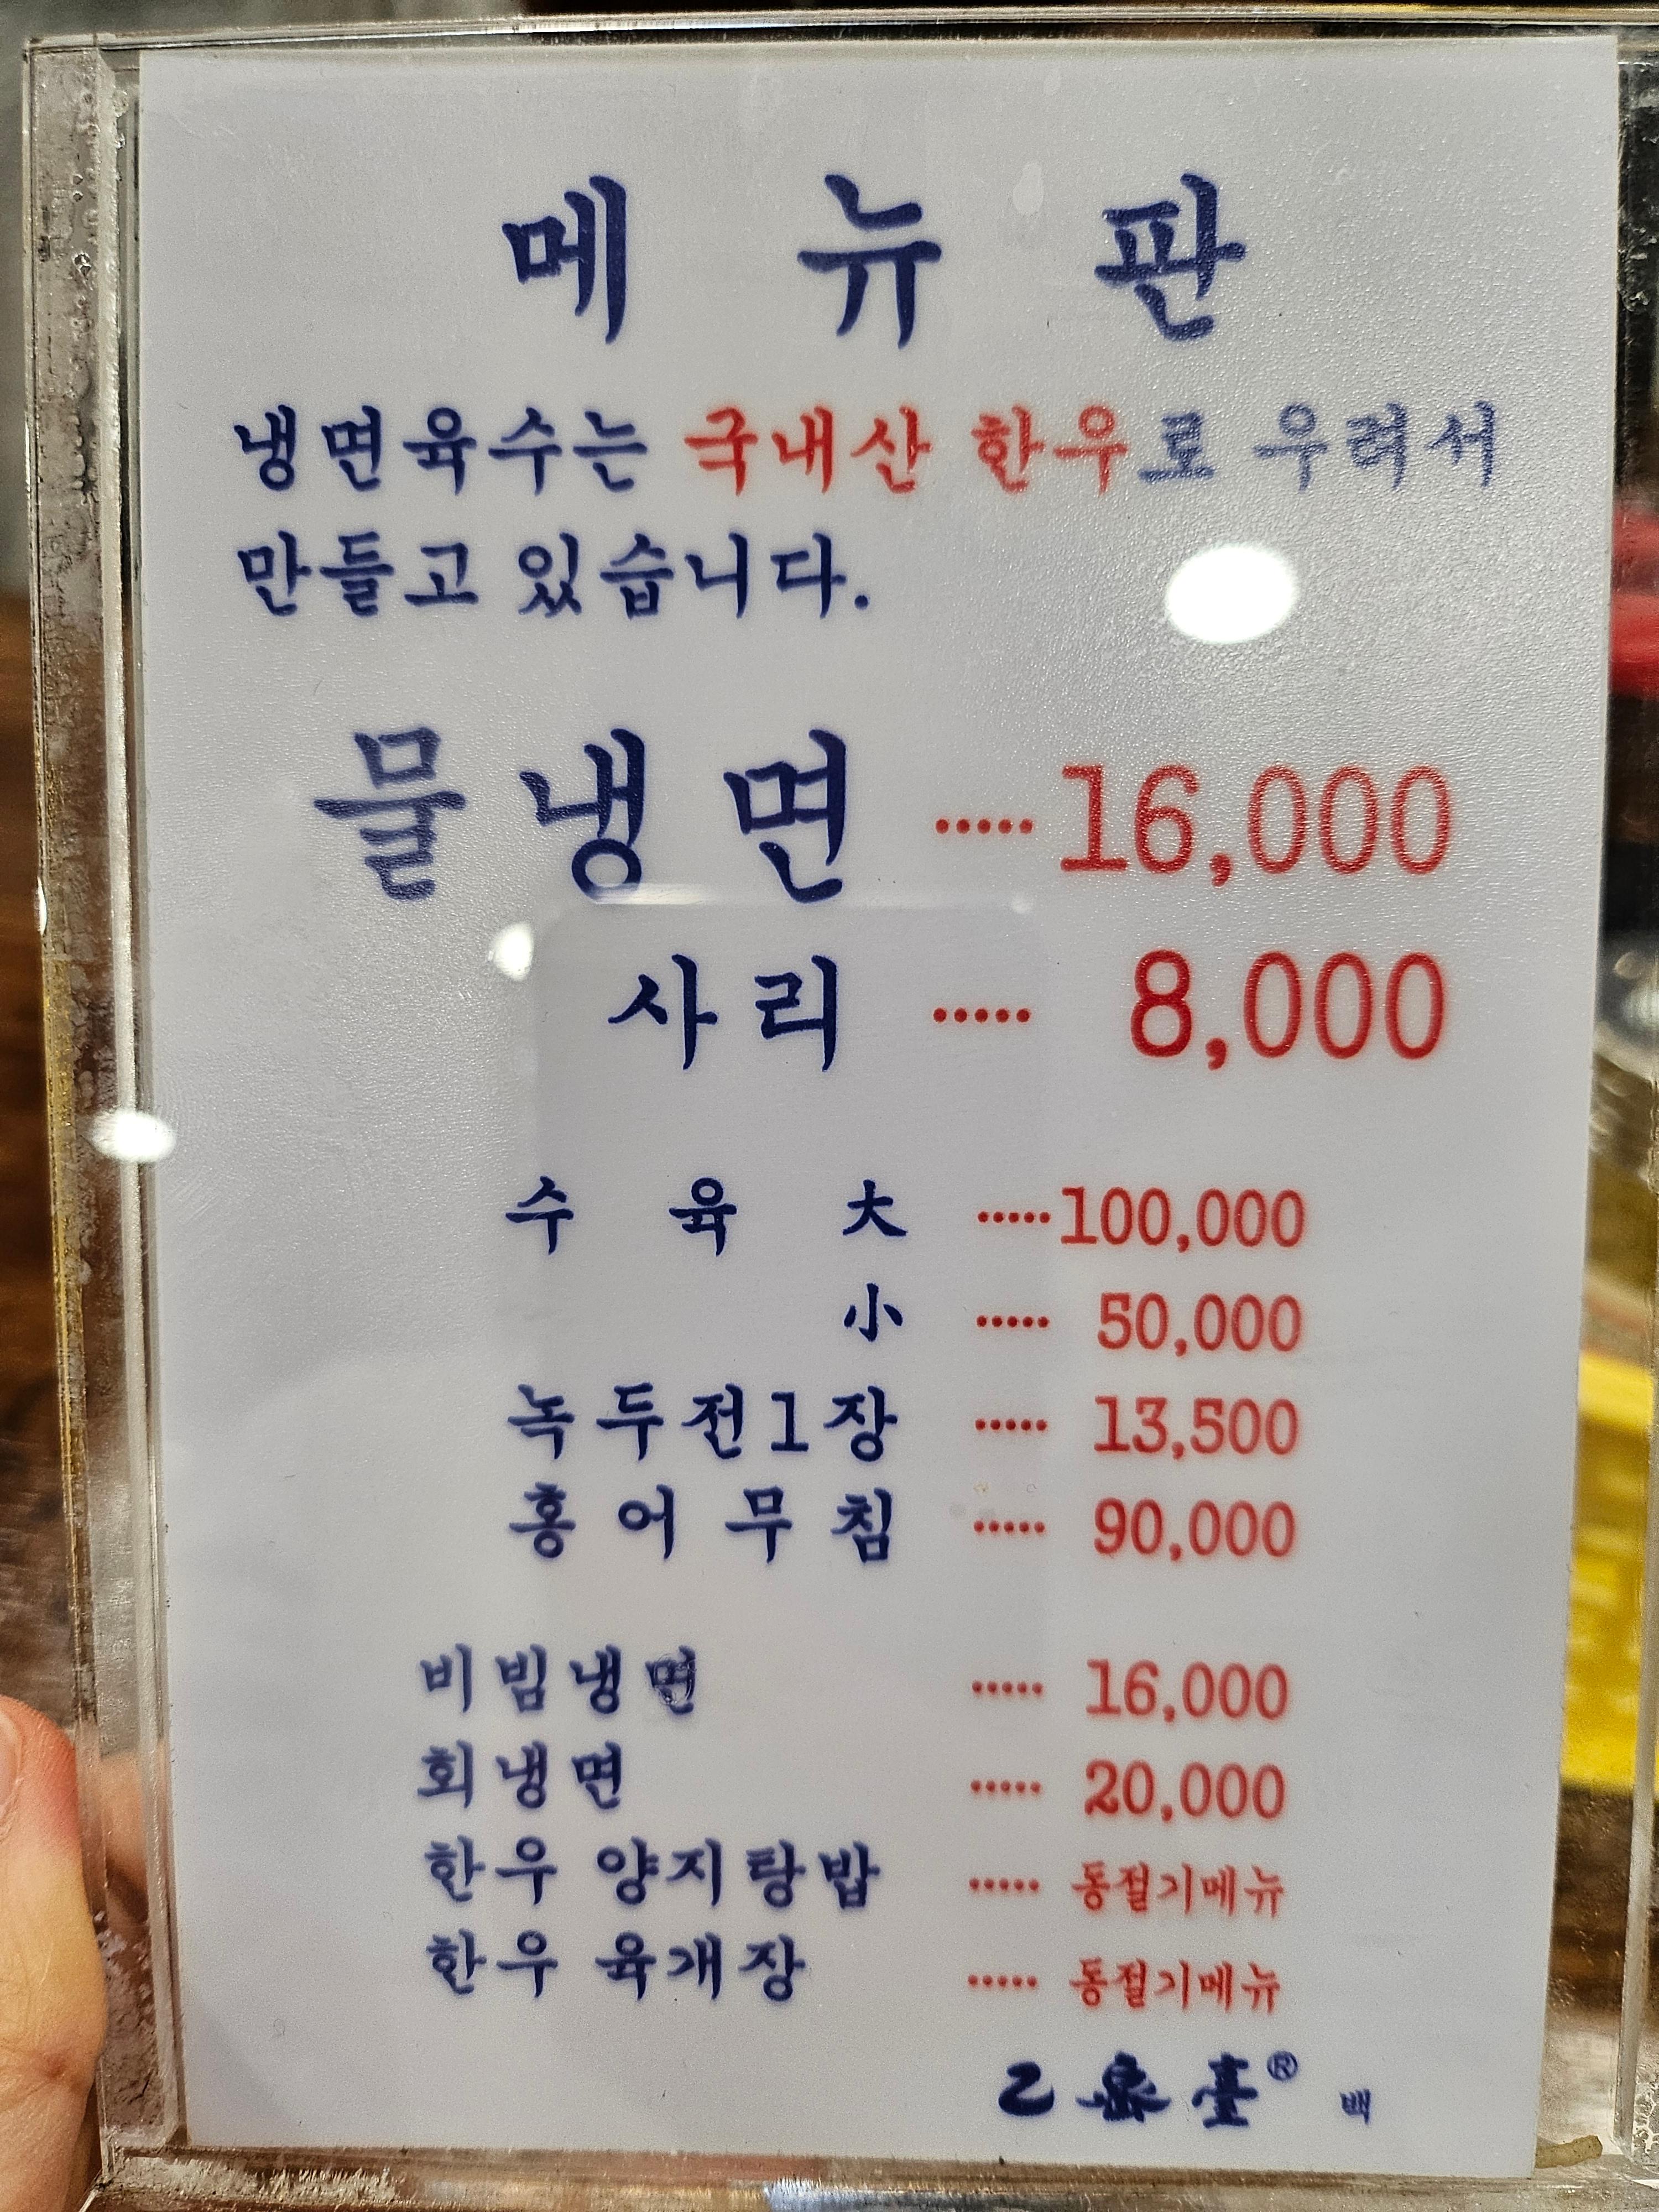 메 뉴 판
냉면육수는 국내산 한우로 우려서
만들고 있습니다.
물냉면 ····· 16,000
사리 ····· 8,000
수 육 大 ····· 100,000
小 ····· 50,000
녹두전1장 ····· 13,500
홍어무침 ····· 90,000
비빔냉면 ····· 16,000
회냉면 ····· 20,000
한우 양지탕밥 ····· 동절기메뉴
한우 육개장 ····· 동절기메뉴
乙密臺® 백